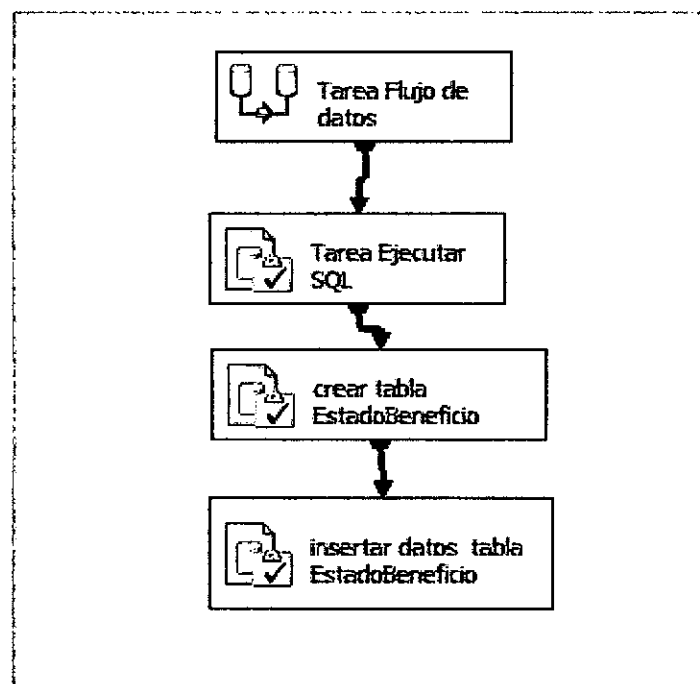 Tarea Flujo de
datos
Tarea Ejecutar
SQL
crear tabla
EstadoBeneficio
insertar datos tabla
EstadoBeneficio